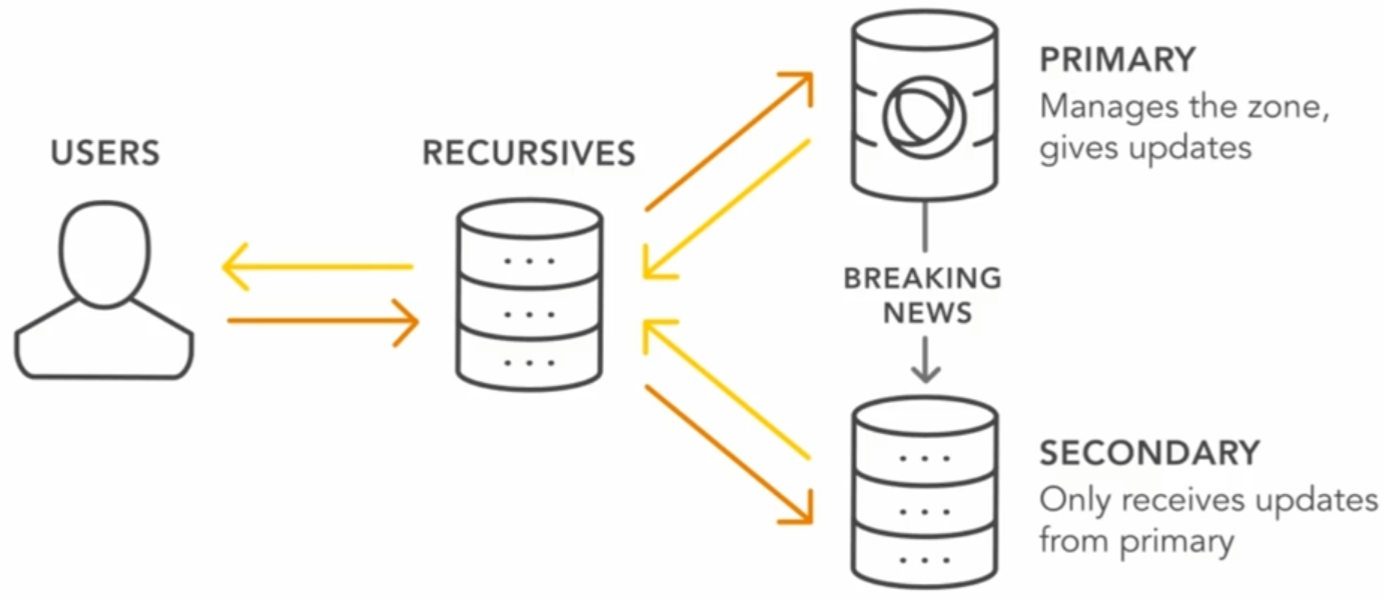 USERS
RECURSIVES
PRIMARY
Manages the zone,
gives updates
BREAKING
NEWS
SECONDARY
Only receives updates
from primary